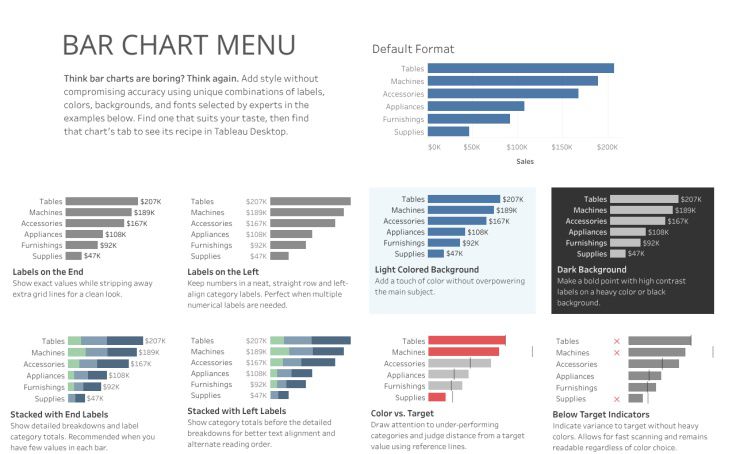 BAR CHART MENU
Think bar charts are boring? Think again. Add style without
compromising accuracy using unique combinations of labels,
colors, backgrounds, and fonts selected by experts in the
examples below. Find one that suits your taste, then find
that chart's tab to see its recipe in Tableau Desktop.
Default Format
Tables
Machines
Accessories
Appliances
Furnishings
Supplies
$0K $50K $100K $150K $200K
Sales
Tables $207K
Machines $189K
Accessories $167K
Appliances $108K
Furnishings $92K
Supplies $47K
Labels on the End
Show exact values while stripping away
extra grid lines for a clean look.
Tables $207K
Machines $189K
Accessories $167K
Appliances $108K
Furnishings $92K
Supplies $47K
Labels on the Left
Keep numbers in a neat, straight row and left-
align category labels. Perfect when multiple
numerical labels are needed.
Tables $207K
Machines $189K
Accessories $167K
Appliances $108K
Furnishings $92K
Supplies $47K
Light Colored Background
Add a touch of color without overpowering
the main subject.
Tables $207K
Machines $189K
Accessories $167K
Appliances $108K
Furnishings $92K
Supplies $47K
Dark Background
Make a bold point with high contrast
labels on a heavy color or black
background.
Tables $207K
Machines $189K
Accessories $167K
Appliances $108K
Furnishings $92K
Supplies $47K
Stacked with End Labels
Show detailed breakdowns and label
category totals. Recommended when you
have few values in each bar.
Tables $207K
Machines $189K
Accessories $167K
Appliances $108K
Furnishings $92K
Supplies $47K
Stacked with Left Labels
Show category totals before the detailed
breakdowns for better text alignment and
alternate reading order.
Tables
Machines
Accessories
Appliances
Furnishings
Supplies
Color vs. Target
Draw attention to under-performing
categories and judge distance from a target
value using reference lines.
Tables ×
Machines ×
Accessories
Appliances
Furnishings
Supplies ×
Below Target Indicators
Indicate variance to target without heavy
colors. Allows for fast scanning and remains
readable regardless of color choice.